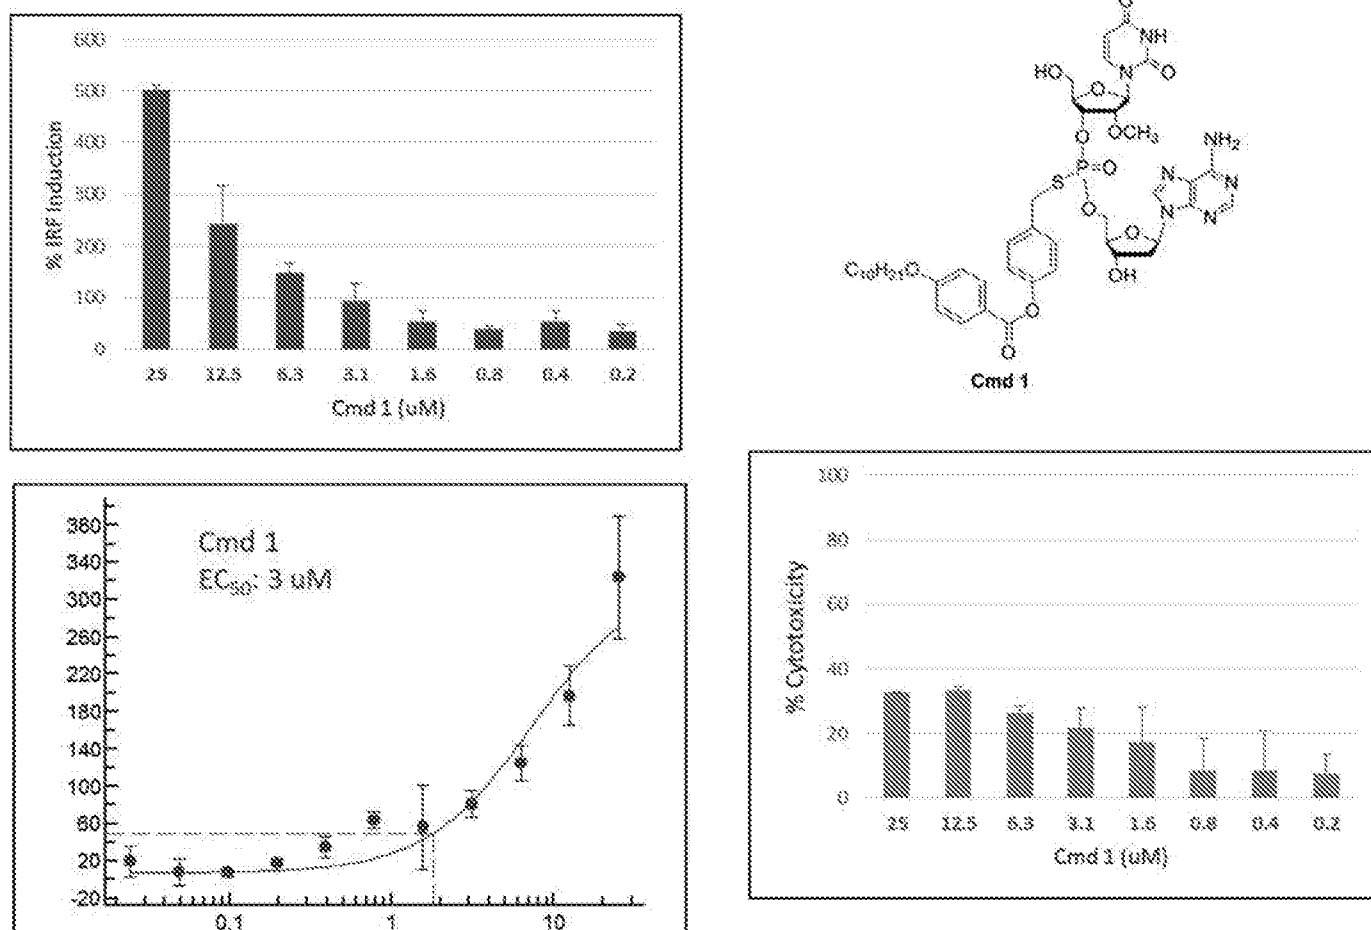 600
500
400
300
200
100
0
% IRF Induction
25 12.5 6.3 3.1 1.6 0.8 0.4 0.2
Cmd 1 (uM)
O
NH
N
O
HO
O
O
OCH₃
NH₂
P=O
S
N
N
N
N
O
O
OH
C₁₀H₂₁O
O
O
Cmd 1
380
340
300
260
220
180
140
100
60
20
-20
Cmd 1
EC₅₀: 3 uM
0.1 1 10
100
80
60
40
20
0
% Cytotoxicity
25 12.5 6.3 3.1 1.6 0.8 0.4 0.2
Cmd 1 (uM)